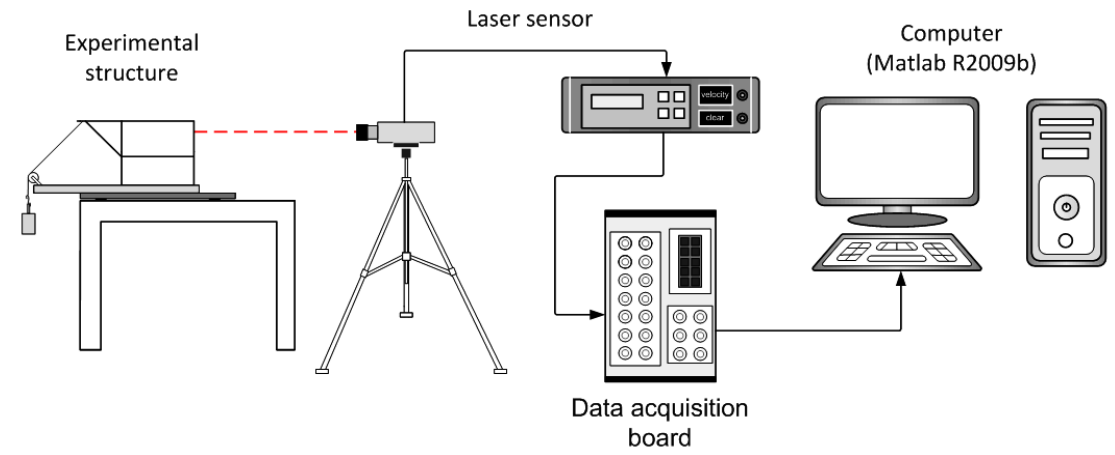 Laser sensor
Experimental
structure
Computer
(Matlab R2009b)
velocity
clear
Data acquisition
board